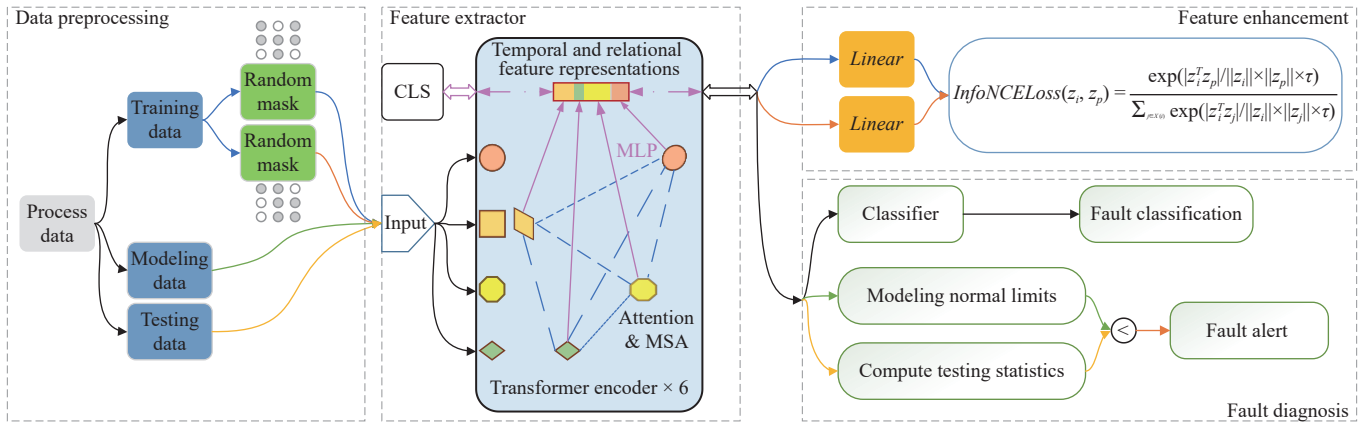 Data preprocessing
Random
mask
Training
data
Random
mask
Process
data
Modeling
data
Testing
data
Feature extractor
CLS
Temporal and relational
feature representations
MLP
Input
Attention
& MSA
Transformer encoder × 6
Feature enhancement
Linear
Linear
InfoNCELoss(z_i, z_p) = exp(|z_i^T z_p|/||z_i||×||z_p||×τ) / ∑ exp(|z_i^T z_j|/||z_i||×||z_j||×τ)
Classifier
Fault classification
Modeling normal limits
<
Fault alert
Compute testing statistics
Fault diagnosis